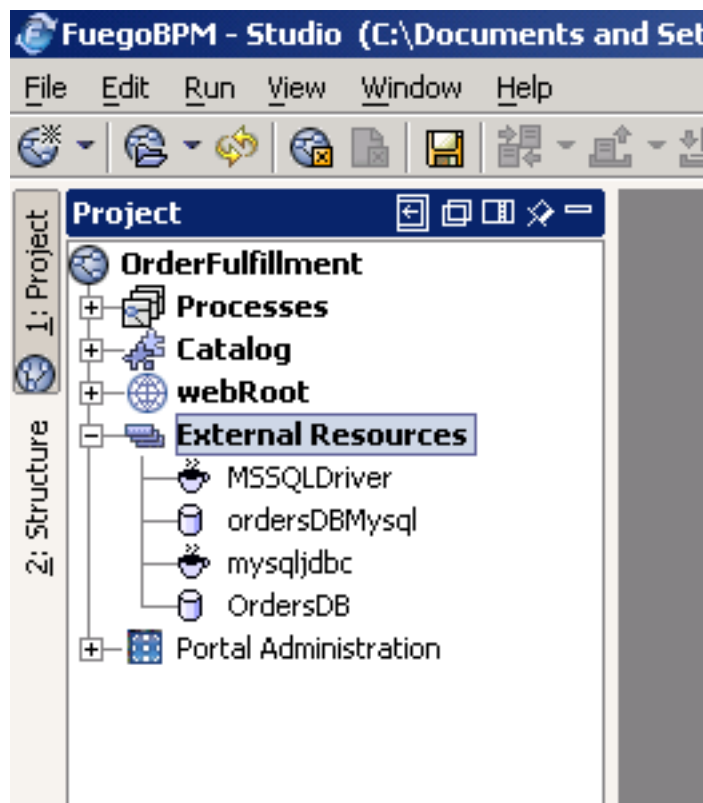 FuegoBPM - Studio (C:\Documents and Set
File Edit Run View Window Help
1: Project
2: Structure
Project
OrderFulfillment
Processes
Catalog
webRoot
External Resources
MSSQLDriver
ordersDBMysql
mysqljdbc
OrdersDB
Portal Administration